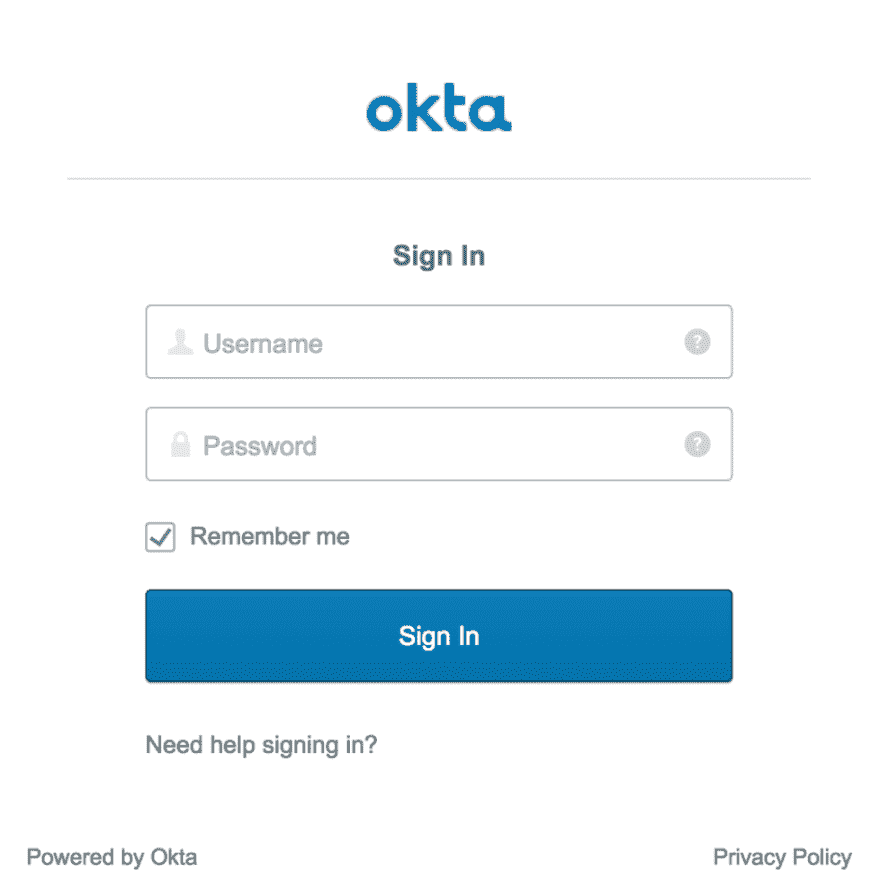 okta
Sign In
Username
Password
Remember me
Sign In
Need help signing in?
Powered by Okta
Privacy Policy